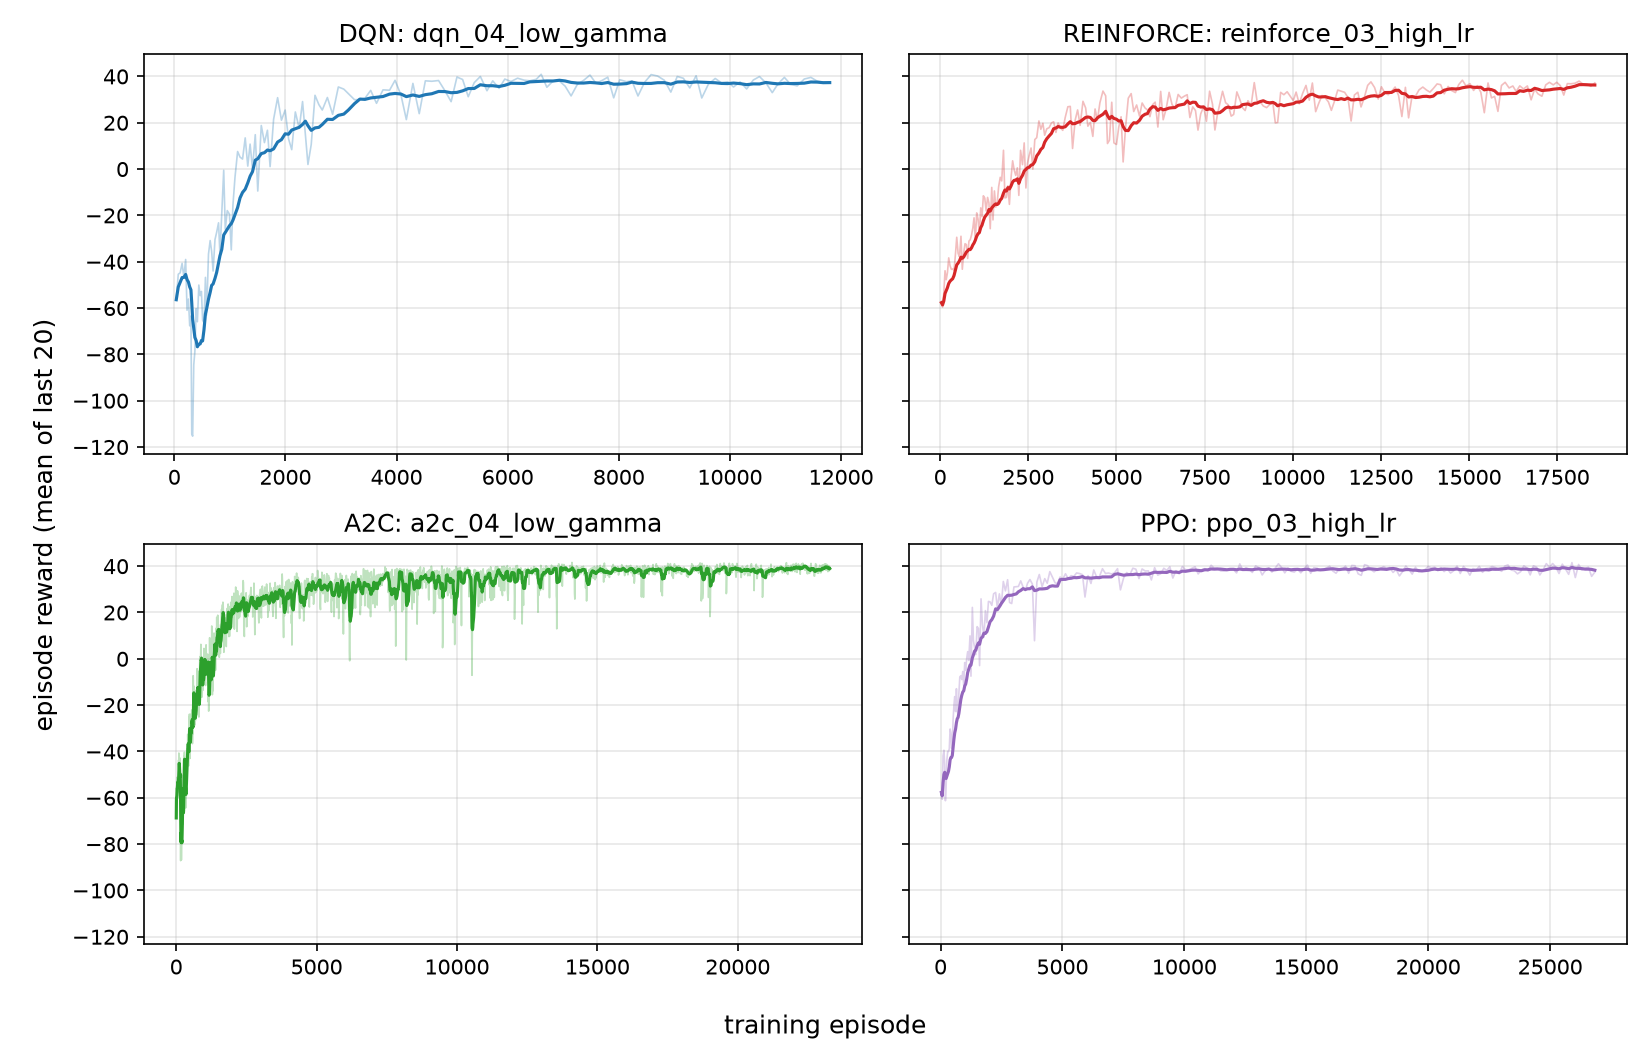 DQN: dqn_04_low_gamma
REINFORCE: reinforce_03_high_lr
40
20
0
−20
−40
−60
−80
−100
−120
0 2000 4000 6000 8000 10000 12000
0 2500 5000 7500 10000 12500 15000 17500
A2C: a2c_04_low_gamma
PPO: ppo_03_high_lr
40
20
0
−20
−40
−60
−80
−100
−120
0 5000 10000 15000 20000
0 5000 10000 15000 20000 25000
episode reward (mean of last 20)
training episode